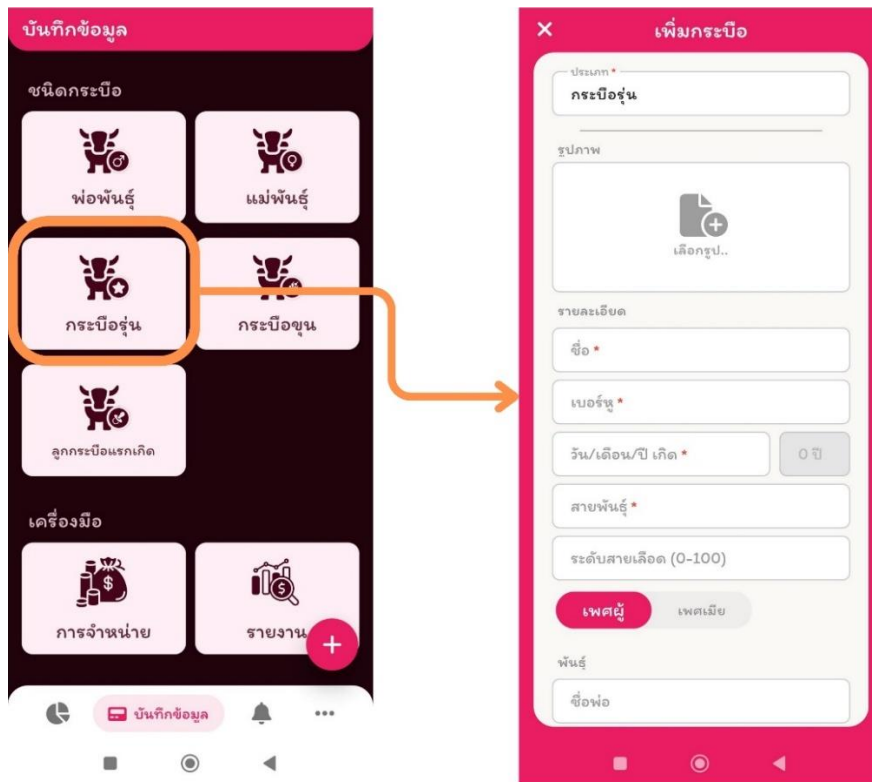 บันทึกข้อมูล
ชนิดกระบือ
พ่อพันธุ์
แม่พันธุ์
กระบือรุ่น
กระบือขุน
ลูกกระบือแรกเกิด
เครื่องมือ
การจำหน่าย
รายงาน
บันทึกข้อมูล
เพิ่มกระบือ
ประเภท *
กระบือรุ่น
รูปภาพ
เลือกรูป..
รายละเอียด
ชื่อ *
เบอร์หู *
วัน/เดือน/ปี เกิด *
0 ปี
สายพันธุ์ *
ระดับสายเลือด (0-100)
เพศผู้
เพศเมีย
พันธุ์
ชื่อพ่อ